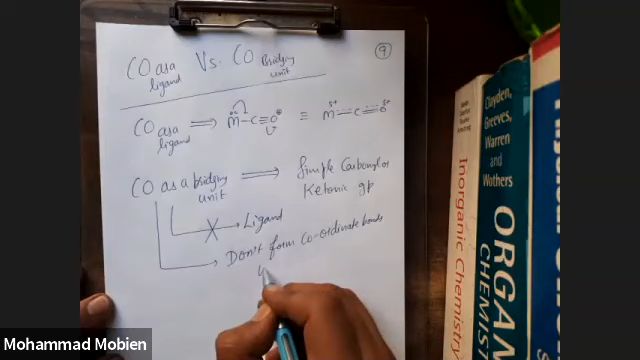 CO as a ligand Vs. CO Bridging unit
9
CO as a ligand ⟹ M–C≡O ≡ M---C---O
CO as a bridging unit ⟹ Simple Carbonyl or Ketonic gp
Ligand
Don't form Co-ordinate bonds
Inorganic Chemistry
Clayden,
Greeves,
Warren
and
Wothers
ORGANIC
CHEMISTRY
Mohammad Mobien